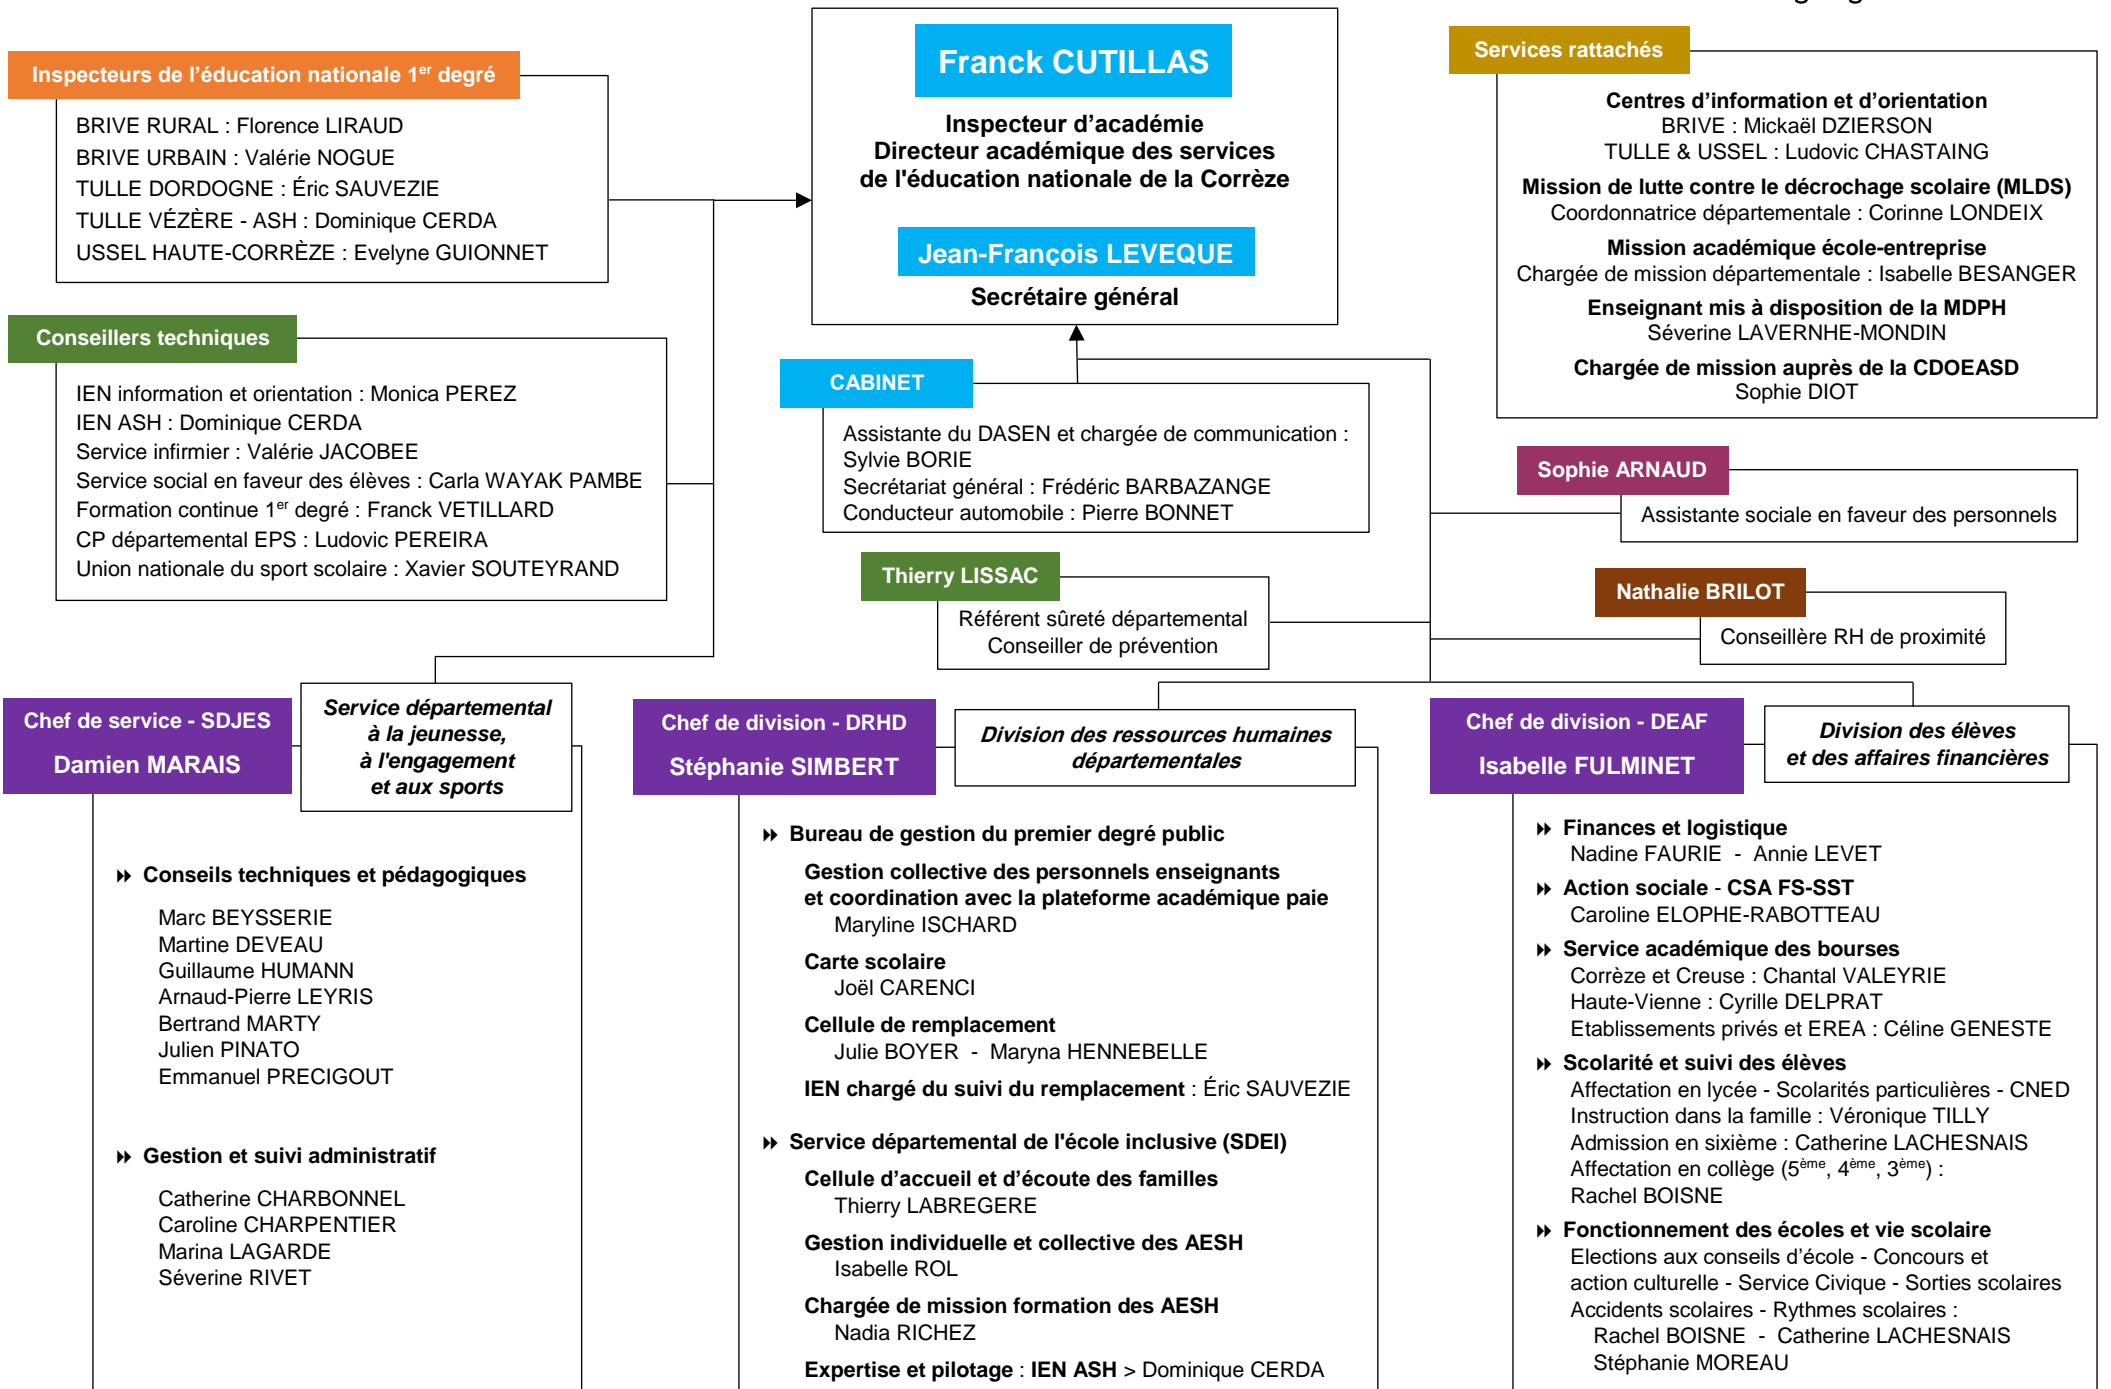 Franck CUTILLAS
Inspecteur d’académie
Directeur académique des services
de l'éducation nationale de la Corrèze
Jean-François LEVEQUE
Secrétaire général
Inspecteurs de l’éducation nationale 1er degré
BRIVE RURAL : Florence LIRAUD
BRIVE URBAIN : Valérie NOGUE
TULLE DORDOGNE : Éric SAUVEZIE
TULLE VÉZÈRE - ASH : Dominique CERDA
USSEL HAUTE-CORRÈZE : Evelyne GUIONNET
Conseillers techniques
IEN information et orientation : Monica PEREZ
IEN ASH : Dominique CERDA
Service infirmier : Valérie JACOBEE
Service social en faveur des élèves : Carla WAYAK PAMBE
Formation continue 1er degré : Franck VETILLARD
CP départemental EPS : Ludovic PEREIRA
Union nationale du sport scolaire : Xavier SOUTEYRAND
CABINET
Assistante du DASEN et chargée de communication :
Sylvie BORIE
Secrétariat général : Frédéric BARBAZANGE
Conducteur automobile : Pierre BONNET
Thierry LISSAC
Référent sûreté départemental
Conseiller de prévention
Services rattachés
Centres d’information et d’orientation
BRIVE : Mickaël DZIERSON
TULLE & USSEL : Ludovic CHASTAING
Mission de lutte contre le décrochage scolaire (MLDS)
Coordonnatrice départementale : Corinne LONDEIX
Mission académique école-entreprise
Chargée de mission départementale : Isabelle BESANGER
Enseignant mis à disposition de la MDPH
Séverine LAVERNHE-MONDIN
Chargée de mission auprès de la CDOEASD
Sophie DIOT
Sophie ARNAUD
Assistante sociale en faveur des personnels
Nathalie BRILOT
Conseillère RH de proximité
Chef de service - SDJES
Damien MARAIS
Service départemental
à la jeunesse,
à l'engagement
et aux sports
⏩ Conseils techniques et pédagogiques
Marc BEYSSERIE
Martine DEVEAU
Guillaume HUMANN
Arnaud-Pierre LEYRIS
Bertrand MARTY
Julien PINATO
Emmanuel PRECIGOUT
⏩ Gestion et suivi administratif
Catherine CHARBONNEL
Caroline CHARPENTIER
Marina LAGARDE
Séverine RIVET
Chef de division - DRHD
Stéphanie SIMBERT
Division des ressources humaines
départementales
⏩ Bureau de gestion du premier degré public
Gestion collective des personnels enseignants
et coordination avec la plateforme académique paie
Maryline ISCHARD
Carte scolaire
Joël CARENCI
Cellule de remplacement
Julie BOYER - Maryna HENNEBELLE
IEN chargé du suivi du remplacement : Éric SAUVEZIE
⏩ Service départemental de l'école inclusive (SDEI)
Cellule d’accueil et d’écoute des familles
Thierry LABREGERE
Gestion individuelle et collective des AESH
Isabelle ROL
Chargée de mission formation des AESH
Nadia RICHEZ
Expertise et pilotage : IEN ASH > Dominique CERDA
Chef de division - DEAF
Isabelle FULMINET
Division des élèves
et des affaires financières
⏩ Finances et logistique
Nadine FAURIE - Annie LEVET
⏩ Action sociale - CSA FS-SST
Caroline ELOPHE-RABOTTEAU
⏩ Service académique des bourses
Corrèze et Creuse : Chantal VALEYRIE
Haute-Vienne : Cyrille DELPRAT
Etablissements privés et EREA : Céline GENESTE
⏩ Scolarité et suivi des élèves
Affectation en lycée - Scolarités particulières - CNED
Instruction dans la famille : Véronique TILLY
Admission en sixième : Catherine LACHESNAIS
Affectation en collège (5ème, 4ème, 3ème) :
Rachel BOISNE
⏩ Fonctionnement des écoles et vie scolaire
Elections aux conseils d’école - Concours et
action culturelle - Service Civique - Sorties scolaires
Accidents scolaires - Rythmes scolaires :
Rachel BOISNE - Catherine LACHESNAIS
Stéphanie MOREAU